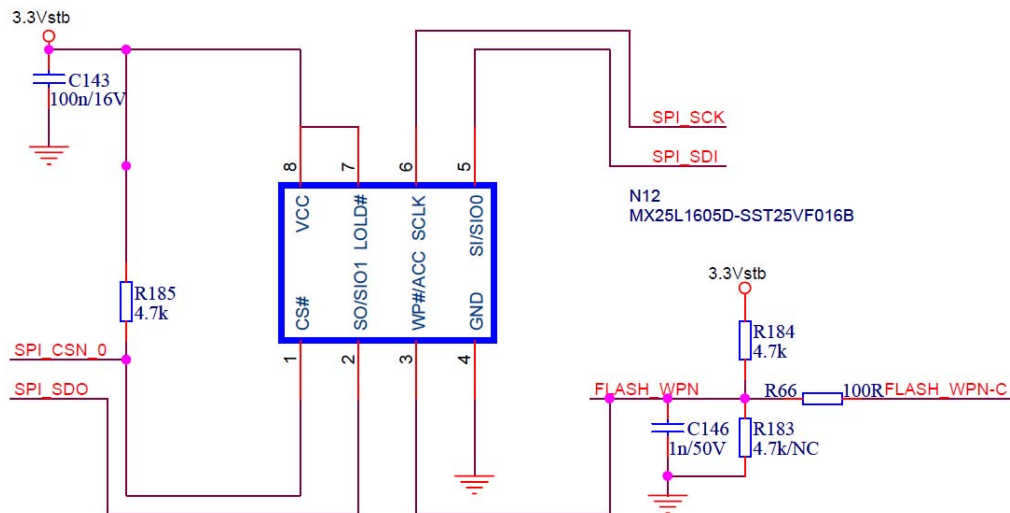 3.3Vstb
C143
100n/16V
SPI_SCK
SPI_SDI
8
7
6
5
VCC
LOLD#
SCLK
SI/SIO0
N12
MX25L1605D-SST25VF016B
CS#
SO/SIO1
WP#/ACC
GND
1
2
3
4
R185
4.7k
SPI_CSN_0
SPI_SDO
3.3Vstb
R184
4.7k
FLASH_WPN
R66
100R
FLASH_WPN-C
C146
1n/50V
R183
4.7k/NC